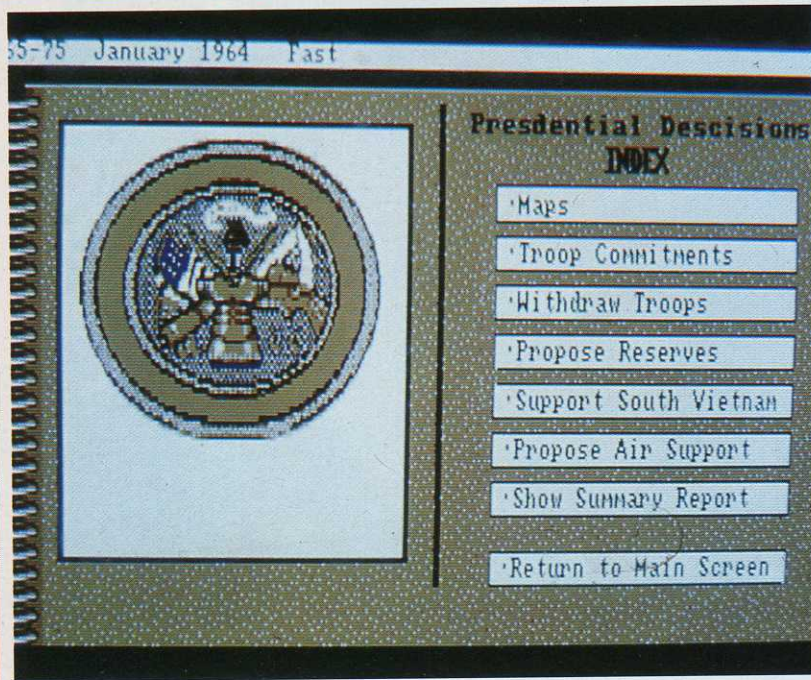 65-75 January 1964 Fast
Presdential Descisions
INDEX
·Maps
·Troop Commitments
·Withdraw Troops
·Propose Reserves
·Support South Vietnam
·Propose Air Support
·Show Summary Report
·Return to Main Screen